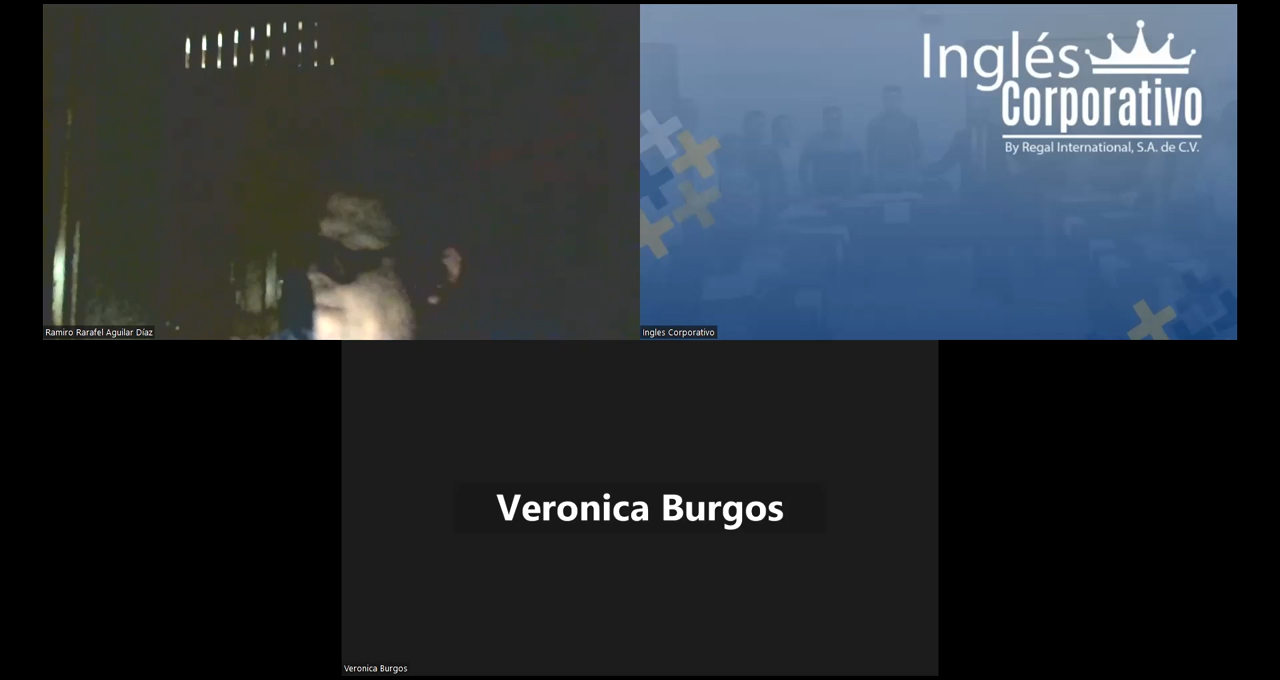 Inglés
Corporativo
By Regal International, S.A. de C.V.
Ramiro Rarafel Aguilar Díaz
Ingles Corporativo
Veronica Burgos
Veronica Burgos